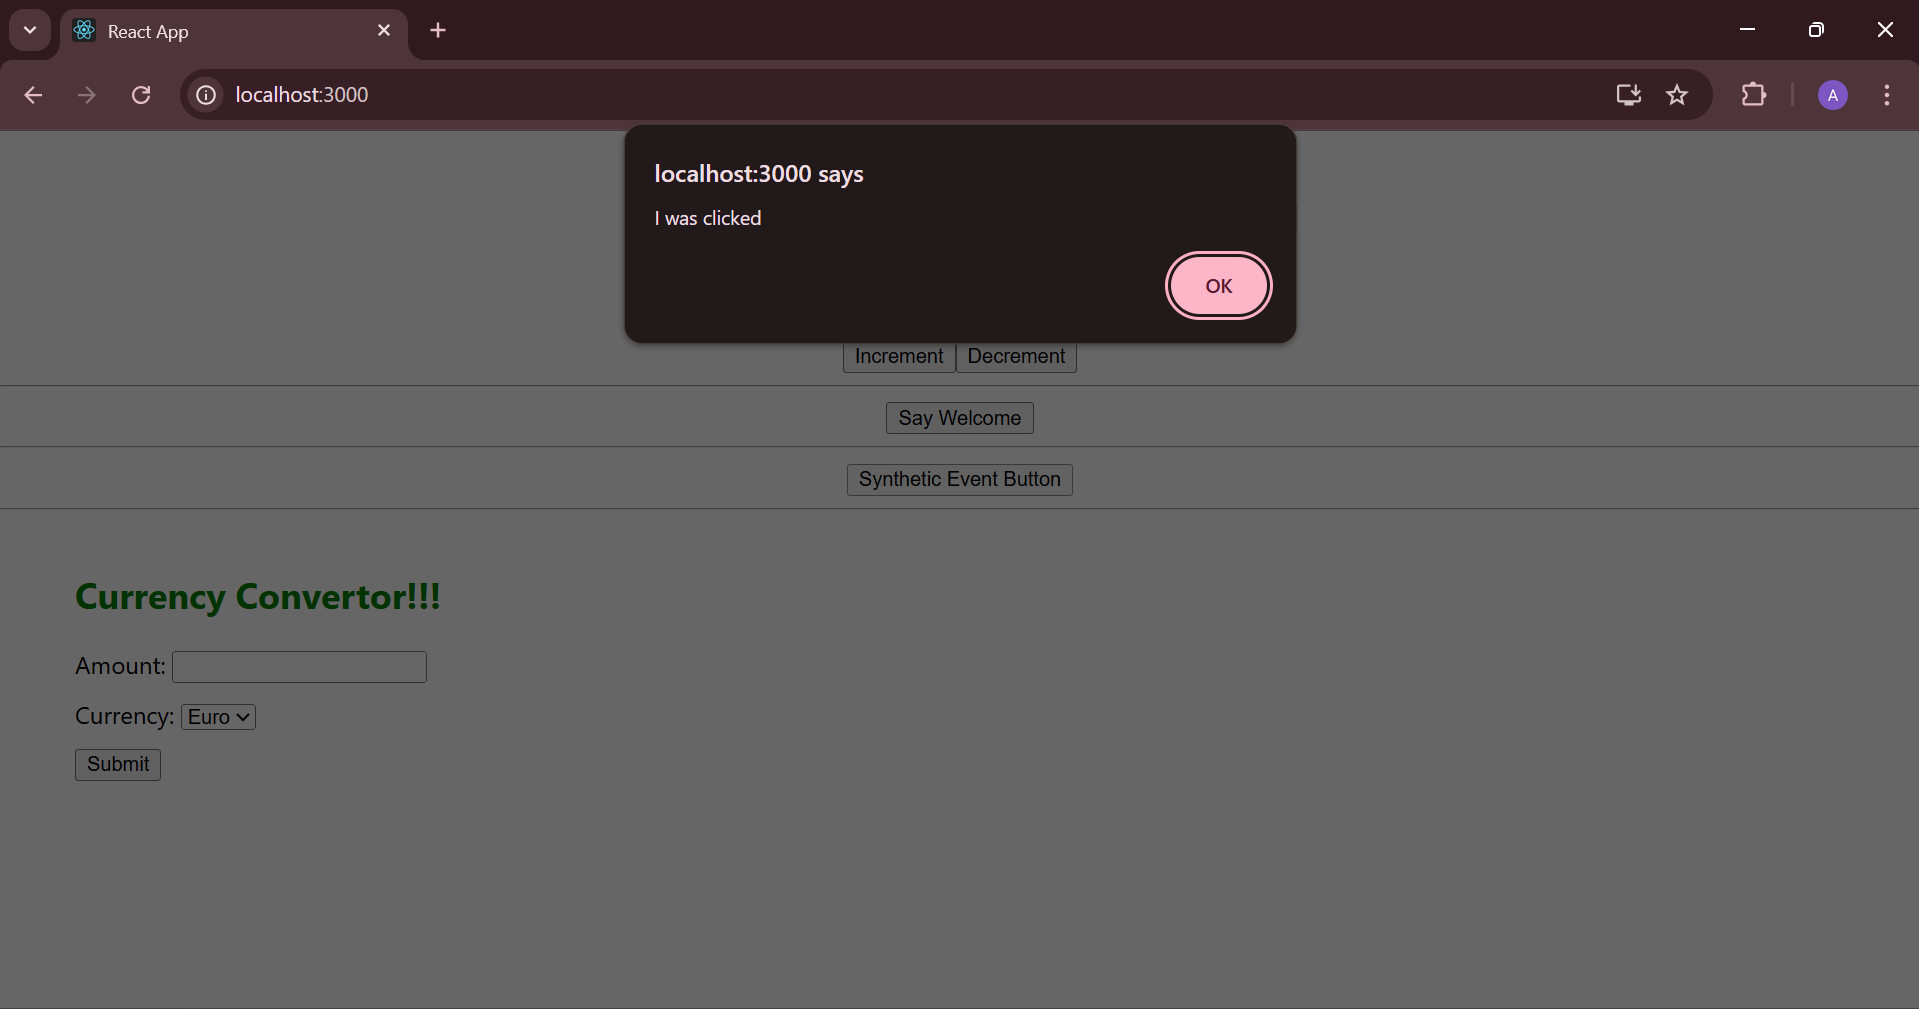 React App
localhost:3000
A
localhost:3000 says
I was clicked
OK
Increment Decrement
Say Welcome
Synthetic Event Button
Currency Convertor!!!
Amount:
Currency: Euro
Submit